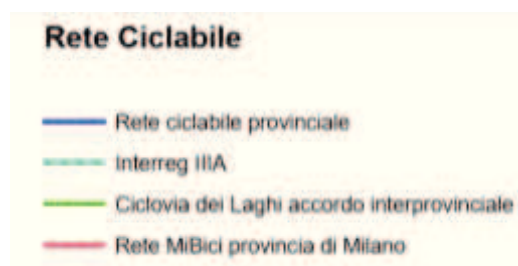 Rete Ciclabile
Rete ciclabile provinciale
Interreg IIIA
Ciclovia dei Laghi accordo interprovinciale
Rete MiBici provincia di Milano